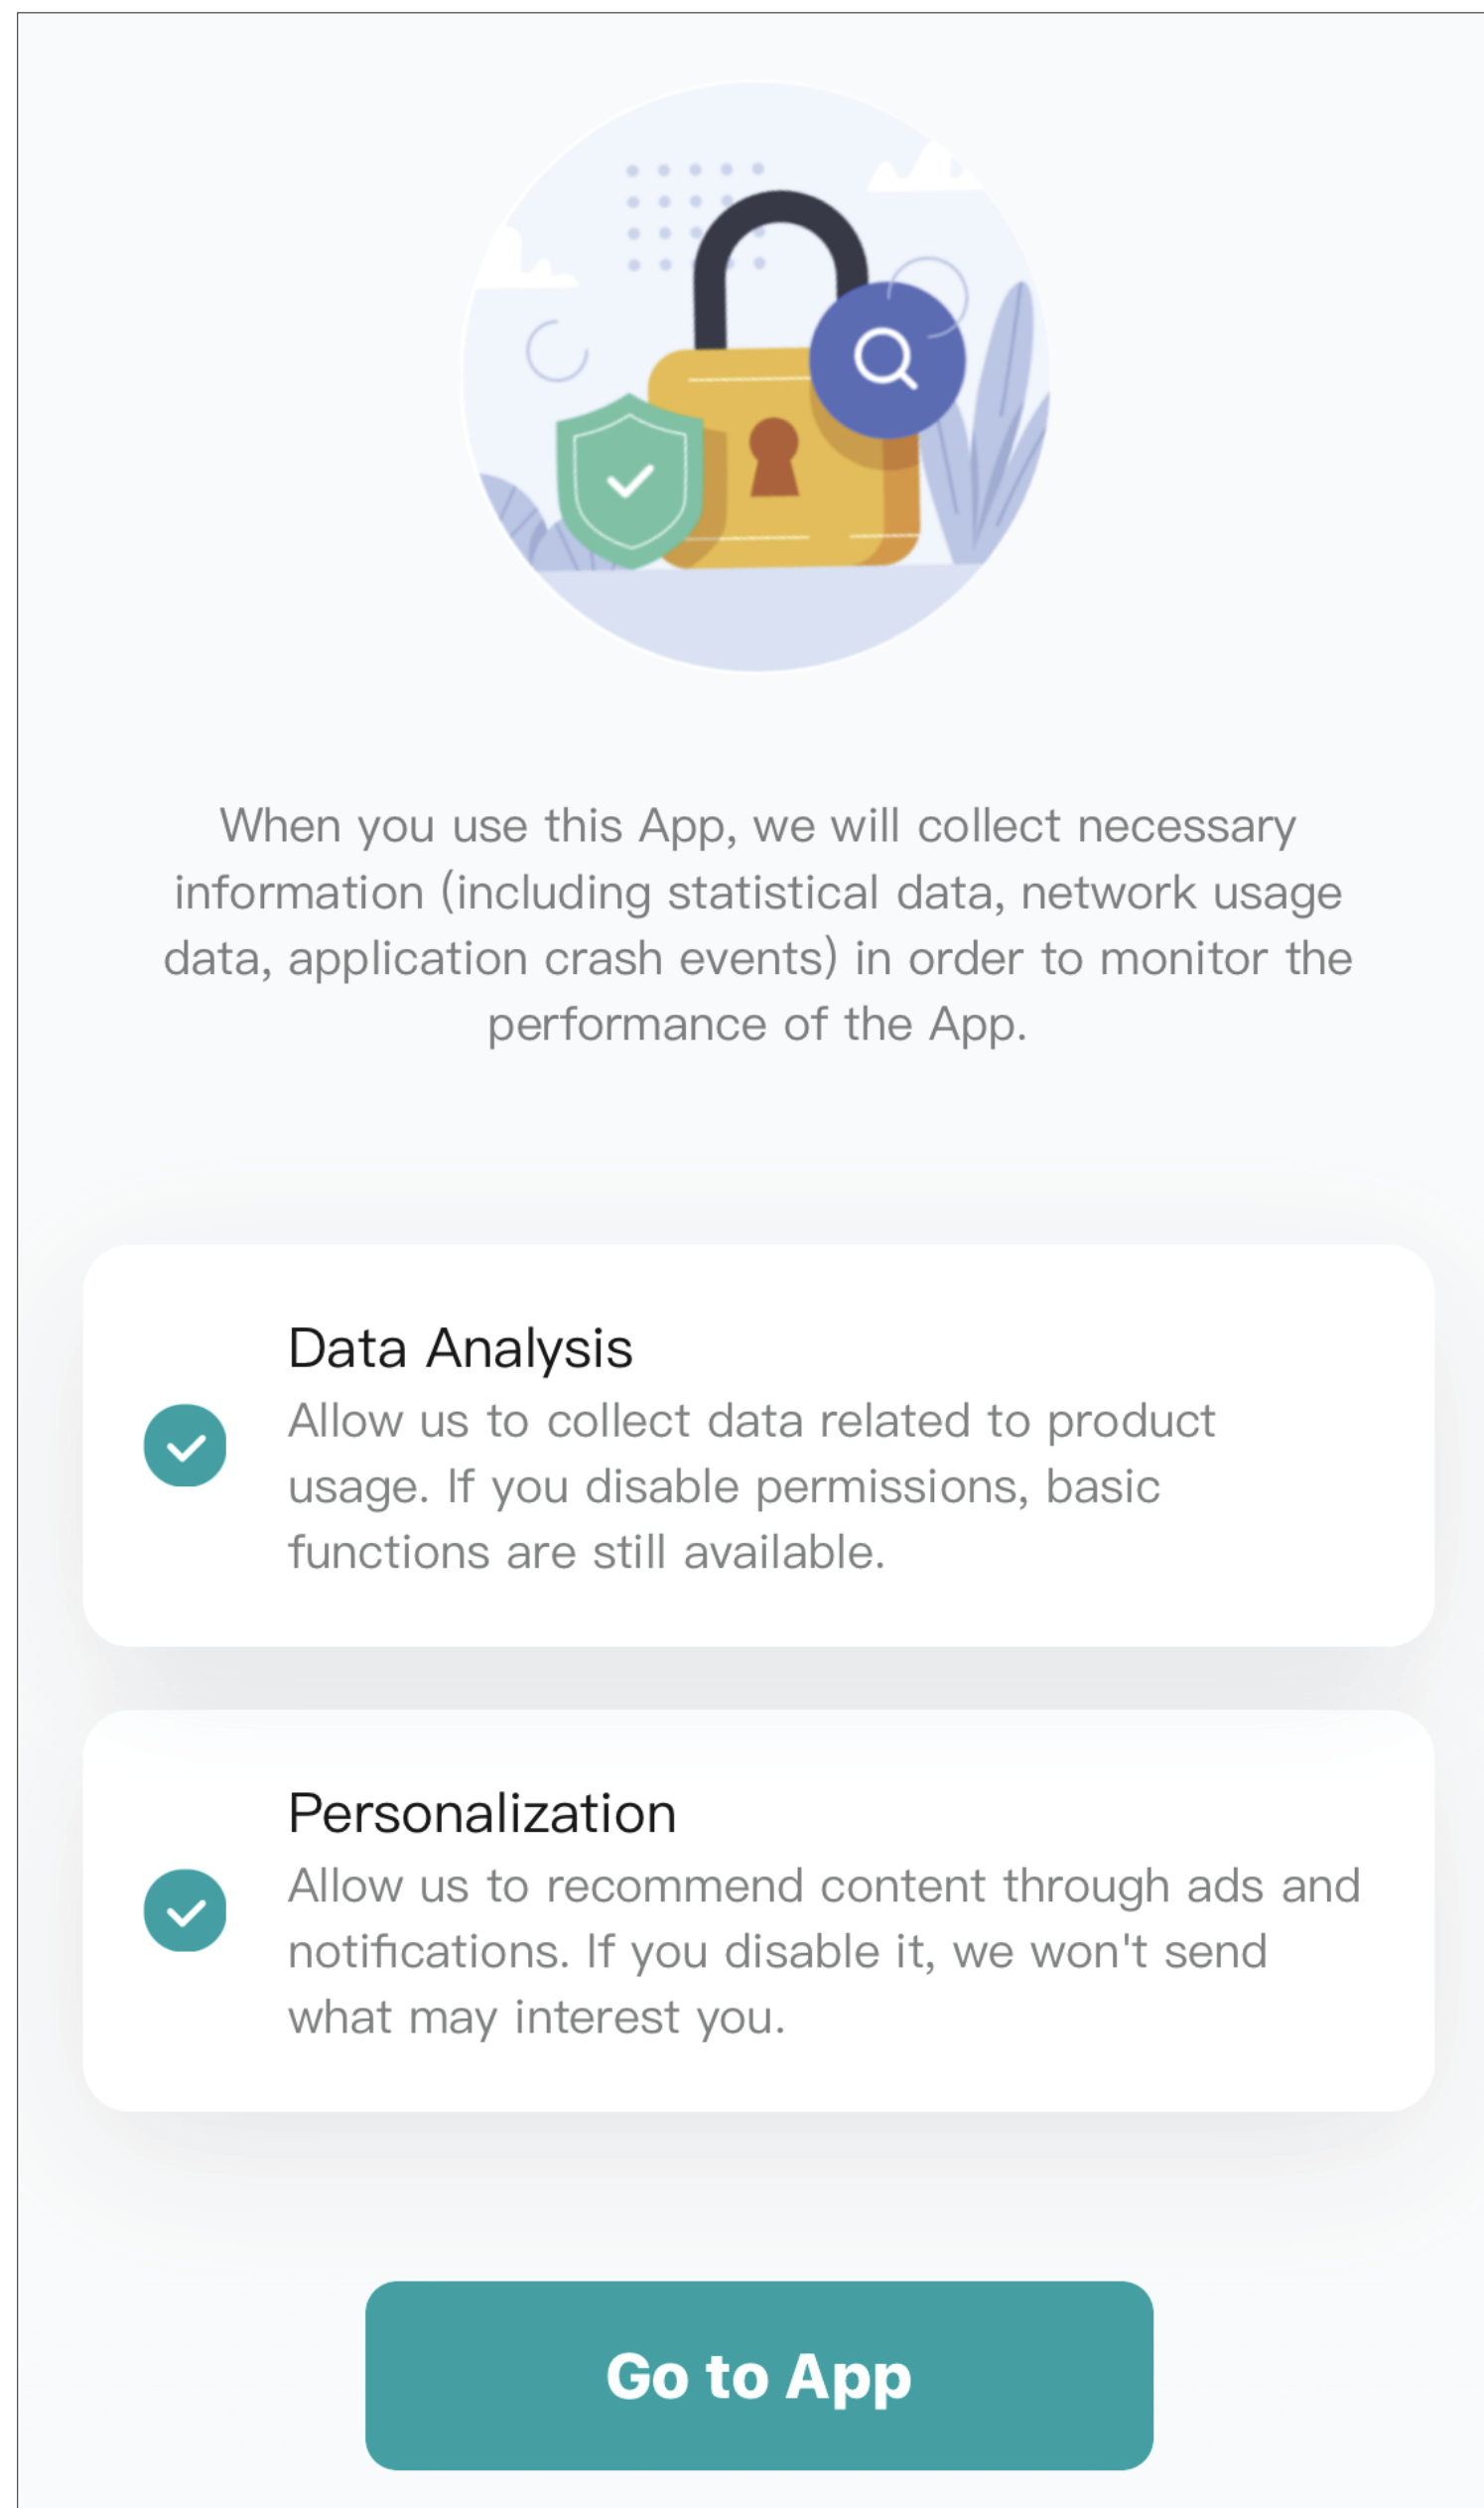 When you use this App, we will collect necessary
information (including statistical data, network usage
data, application crash events) in order to monitor the
performance of the App.
Data Analysis
Allow us to collect data related to product
usage. If you disable permissions, basic
functions are still available.
Personalization
Allow us to recommend content through ads and
notifications. If you disable it, we won't send
what may interest you.
Go to App